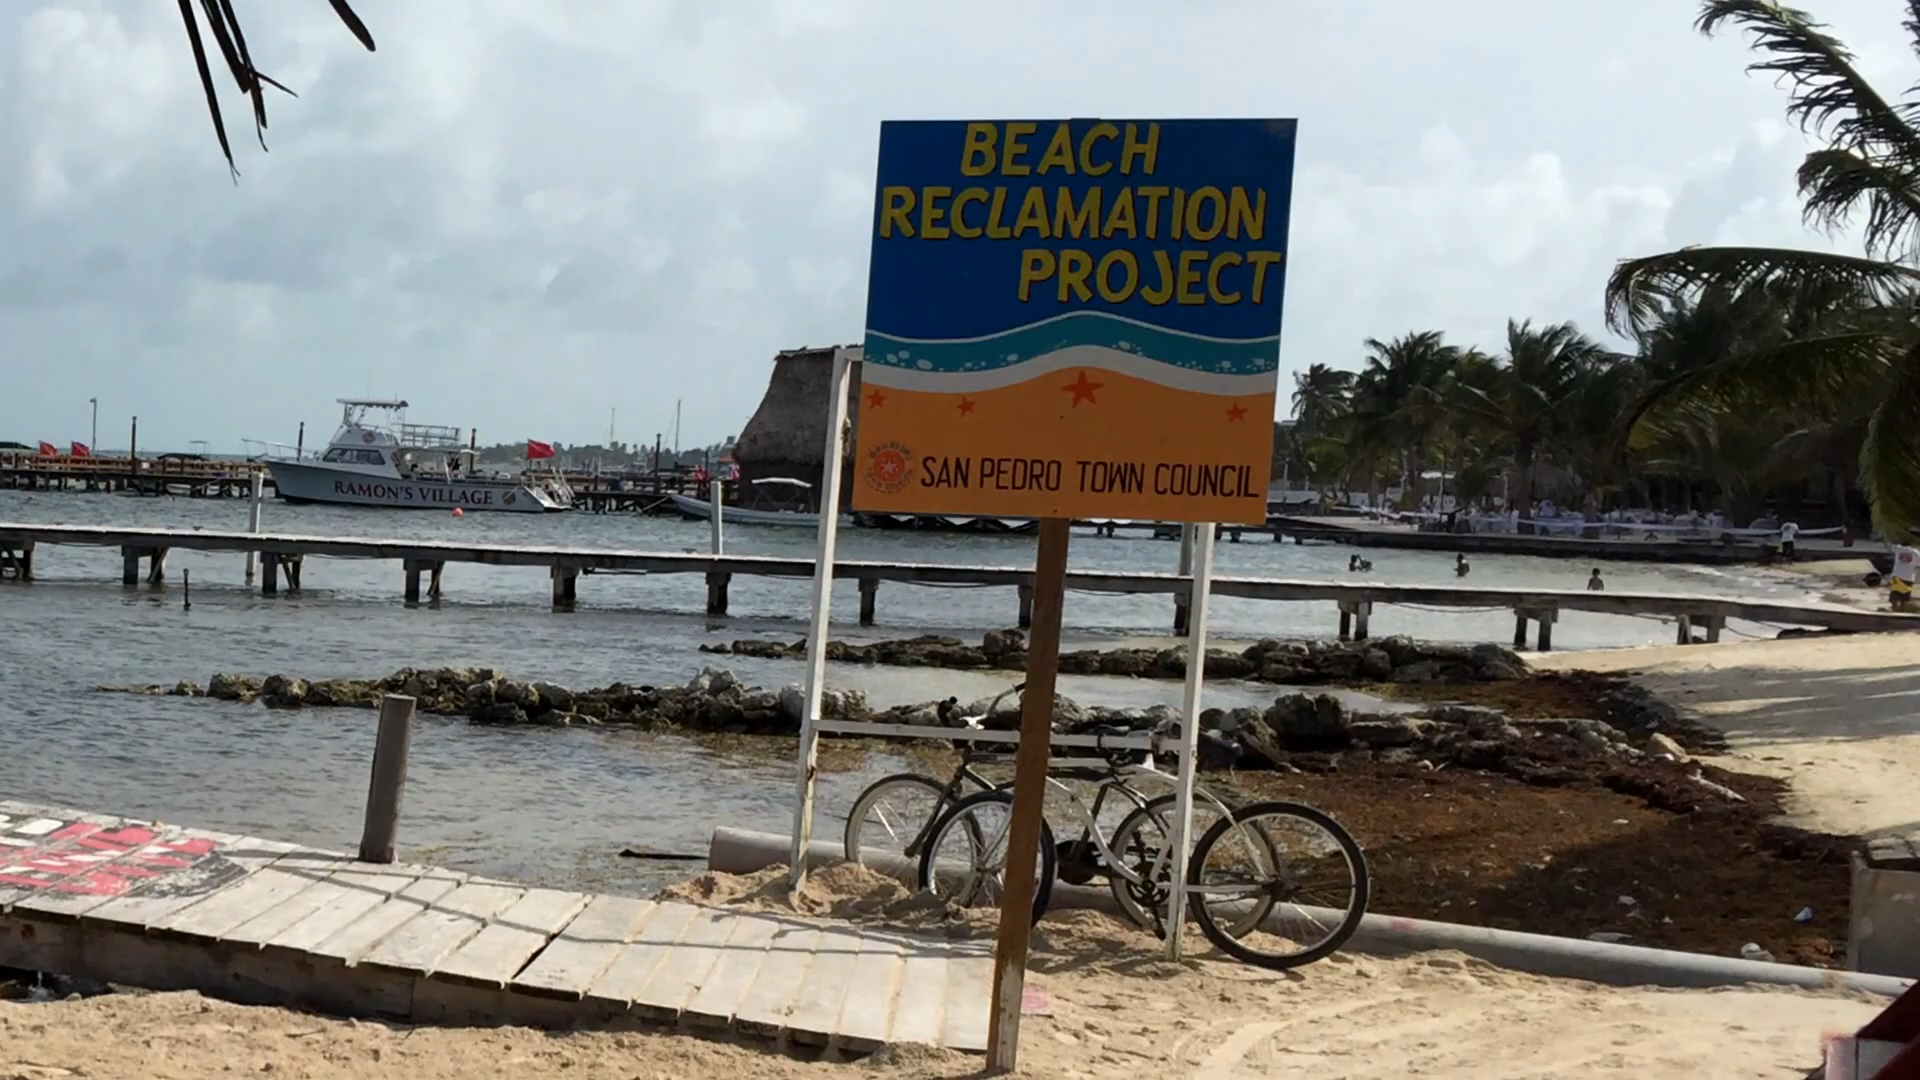 BEACH
RECLAMATION
PROJECT
SAN PEDRO TOWN COUNCIL
RAMON'S VILLAGE